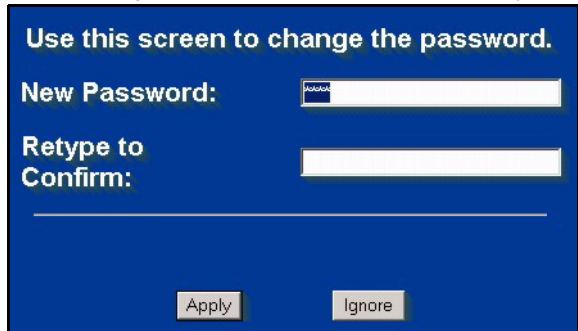 Use this screen to change the password.
New Password:
****
Retype to
Confirm:
Apply
Ignore